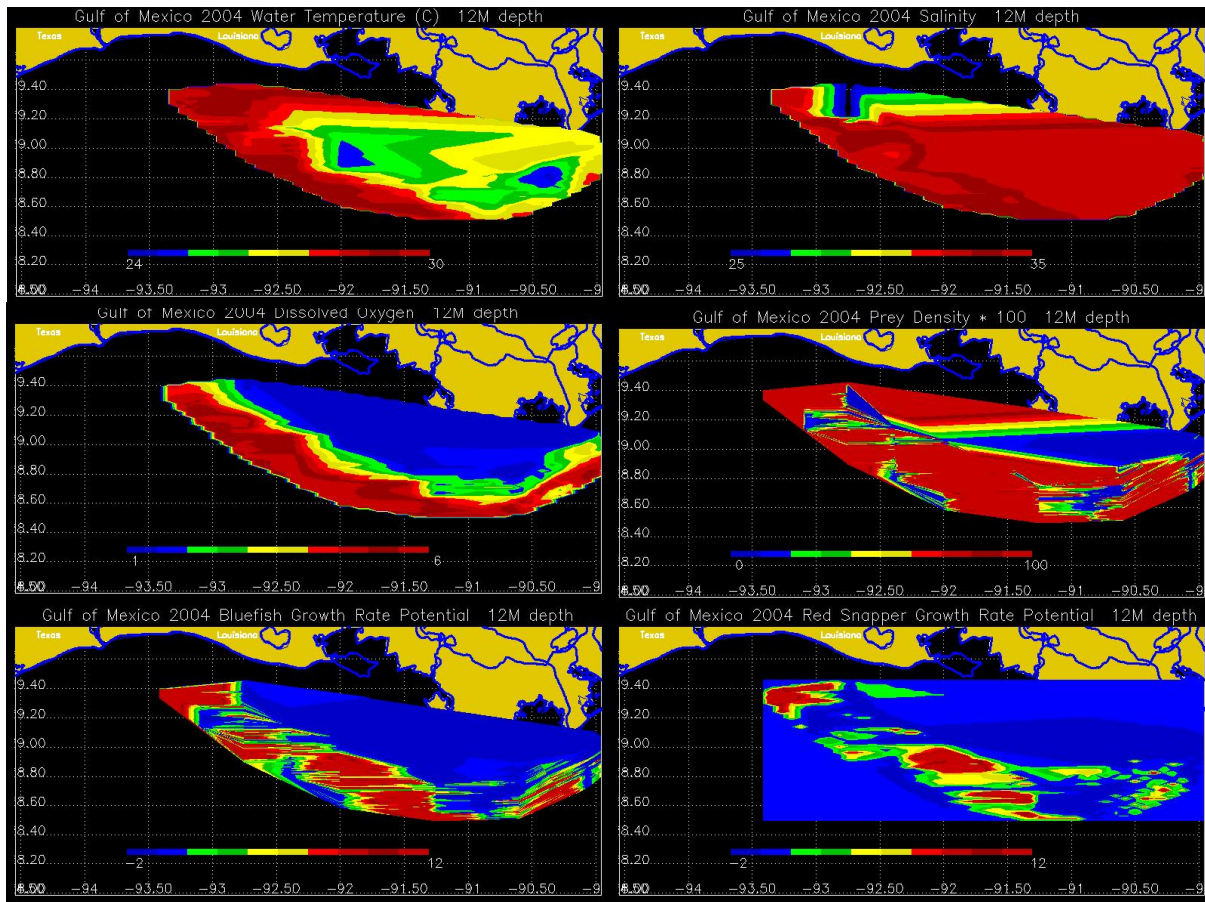 Gulf of Mexico 2004 Water Temperature (C) 12M depth
Texas Louisiana
9.40
9.20
9.00
8.80
8.60
8.40
8.20
24 30
-94 -93.50 -93 -92.50 -92 -91.50 -91 -90.50 -9
Gulf of Mexico 2004 Salinity 12M depth
Texas Louisiana
9.40
9.20
9.00
8.80
8.60
8.40
8.20
25 35
-94 -93.50 -93 -92.50 -92 -91.50 -91 -90.50 -9
Gulf of Mexico 2004 Dissolved Oxygen 12M depth
Texas Louisiana
9.40
9.20
9.00
8.80
8.60
8.40
1 6
8.20
-94 -93.50 -93 -92.50 -92 -91.50 -91 -90.50 -9
Gulf of Mexico 2004 Prey Density * 100 12M depth
Texas Louisiana
9.40
9.20
9.00
8.80
8.60
8.40
0 100
8.20
-94 -93.50 -93 -92.50 -92 -91.50 -91 -90.50 -9
Gulf of Mexico 2004 Bluefish Growth Rate Potential 12M depth
Texas Louisiana
9.40
9.20
9.00
8.80
8.60
8.40
8.20
-2 12
-94 -93.50 -93 -92.50 -92 -91.50 -91 -90.50 -9
Gulf of Mexico 2004 Red Snapper Growth Rate Potential 12M depth
Texas Louisiana
9.40
9.20
9.00
8.80
8.60
8.40
8.20
-2 12
-94 -93.50 -93 -92.50 -92 -91.50 -91 -90.50 -9